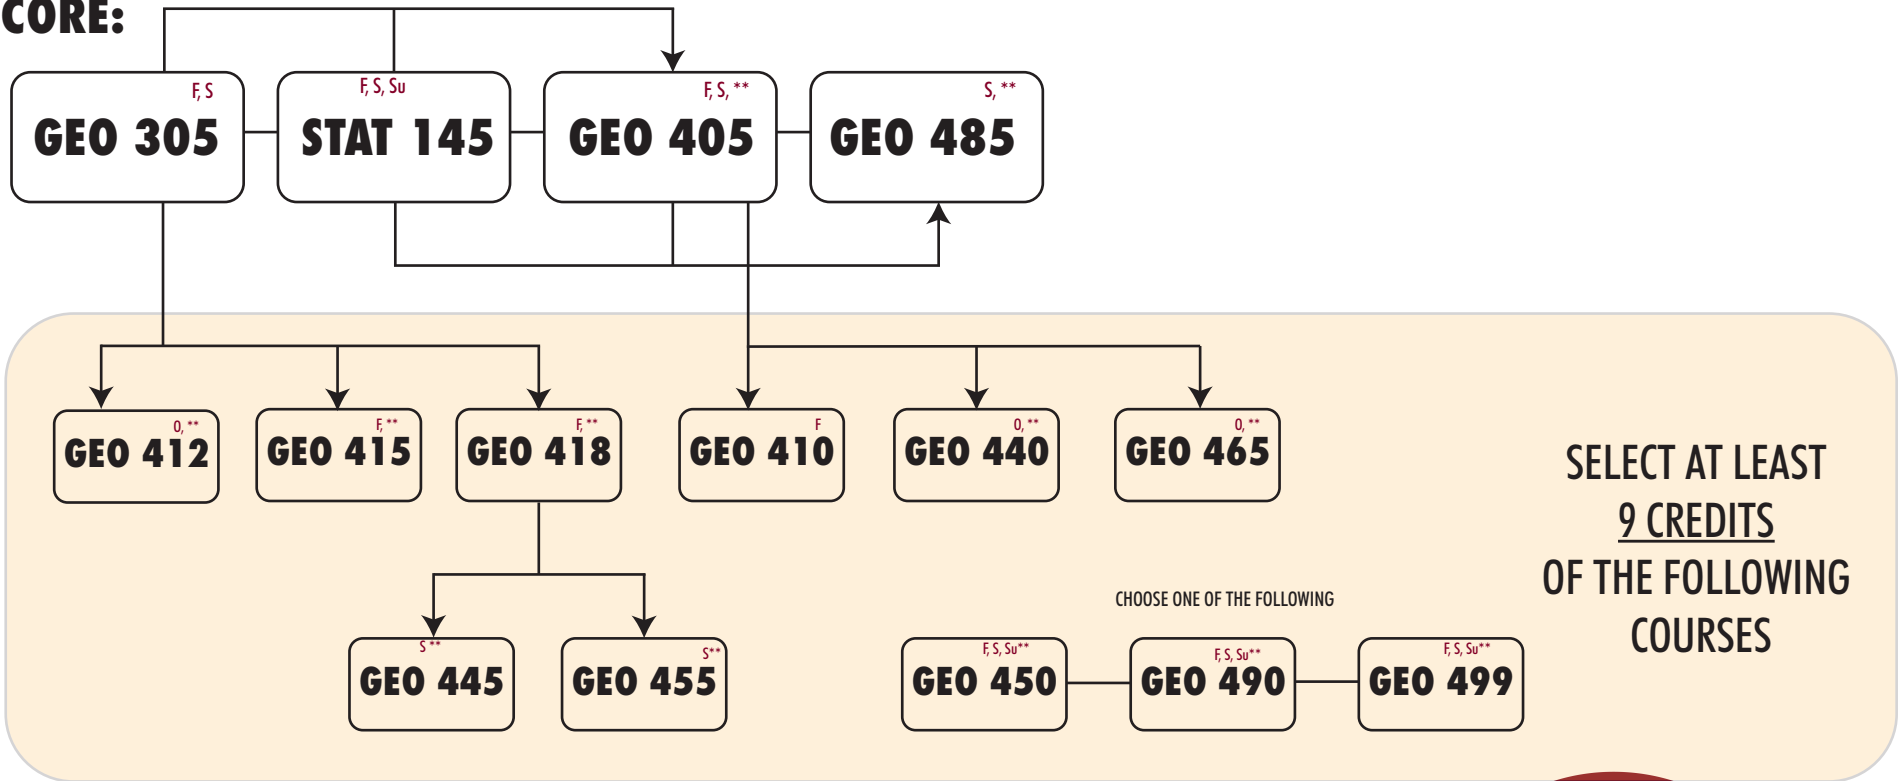 CORE:
F, S
GEO 305
F, S, Su
STAT 145
F, S, **
GEO 405
S, **
GEO 485
O, **
GEO 412
F, **
GEO 415
F, **
GEO 418
F
GEO 410
O, **
GEO 440
O, **
GEO 465
SELECT AT LEAST
9 CREDITS
OF THE FOLLOWING
COURSES
S **
GEO 445
S**
GEO 455
CHOOSE ONE OF THE FOLLOWING
F, S, Su**
GEO 450
F, S, Su**
GEO 490
F, S, Su**
GEO 499